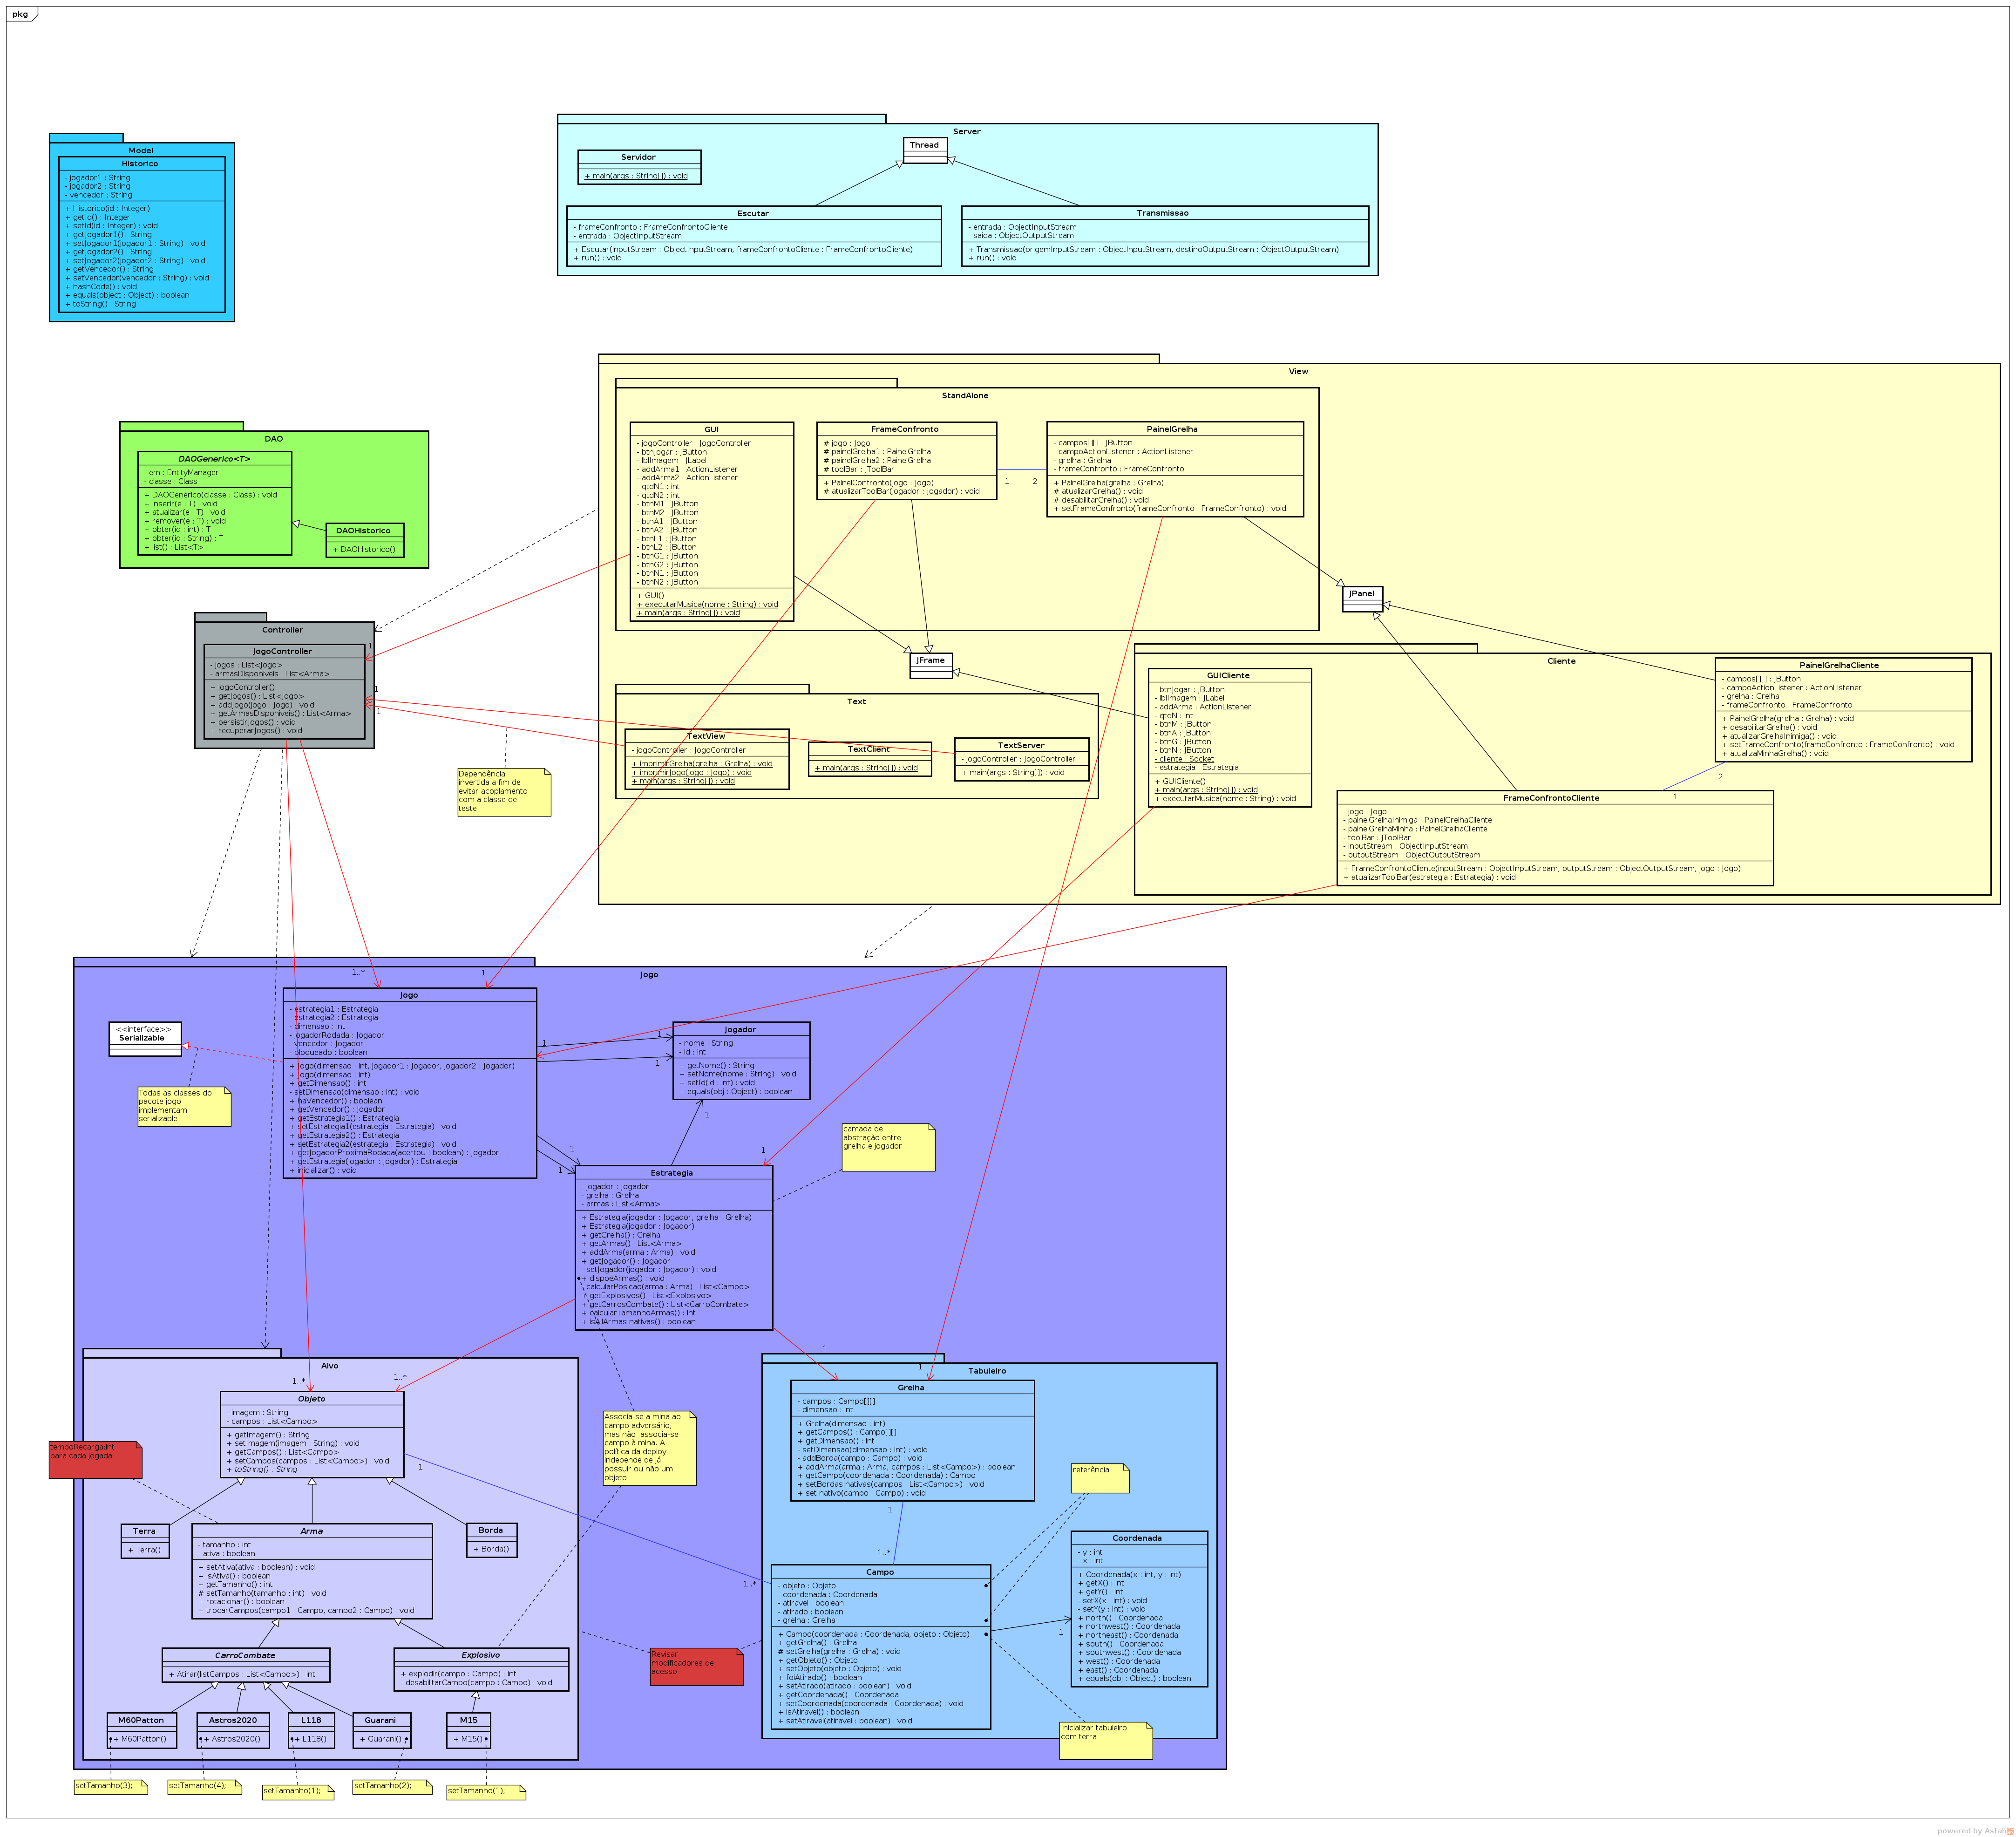 pkg
Model
Historico
- jogador1 : String
- jogador2 : String
- vencedor : String
+ Historico(id : Integer)
+ getId() : Integer
+ setId(id : Integer) : void
+ getJogador1() : String
+ setJogador1(jogador1 : String) : void
+ getJogador2() : String
+ setJogador2(jogador2 : String) : void
+ getVencedor() : String
+ setVencedor(vencedor : String) : void
+ hashCode() : void
+ equals(object : Object) : boolean
+ toString() : String
Server
Thread
Servidor
+ main(args : String[]) : void
Escutar
- frameConfronto : FrameConfrontoCliente
- entrada : ObjectInputStream
+ Escutar(inputStream : ObjectInputStream, frameConfrontoCliente : FrameConfrontoCliente)
+ run() : void
Transmissao
- entrada : ObjectInputStream
- saida : ObjectOutputStream
+ Transmissao(origemInputStream : ObjectInputStream, destinoOutputStream : ObjectOutputStream)
+ run() : void
DAO
DAOGenerico<T>
- em : EntityManager
- classe : Class
+ DAOGenerico(classe : Class) : void
+ inserir(e : T) : void
+ atualizar(e : T) : void
+ remover(e : T) : void
+ obter(id : int) : T
+ obter(id : String) : T
+ list() : List<T>
DAOHistorico
+ DAOHistorico()
View
StandAlone
GUI
- jogoController : JogoController
- btnJogar : JButton
- lblImagem : JLabel
- addArma1 : ActionListener
- addArma2 : ActionListener
- qtdN1 : int
- qtdN2 : int
- btnM1 : JButton
- btnM2 : JButton
- btnA1 : JButton
- btnA2 : JButton
- btnL1 : JButton
- btnL2 : JButton
- btnG1 : JButton
- btnG2 : JButton
- btnN1 : JButton
- btnN2 : JButton
+ GUI()
+ executarMusica(nome : String) : void
+ main(args : String[]) : void
FrameConfronto
# jogo : Jogo
# painelGrelha1 : PainelGrelha
# painelGrelha2 : PainelGrelha
# toolBar : JToolBar
+ PainelConfronto(jogo : Jogo)
# atualizarToolBar(jogador : Jogador) : void
1
2
PainelGrelha
- campos[][] : JButton
- campoActionListener : ActionListener
- grelha : Grelha
- frameConfronto : FrameConfronto
+ PainelGrelha(grelha : Grelha)
# atualizarGrelha() : void
# desabilitarGrelha() : void
+ setFrameConfronto(frameConfronto : FrameConfronto) : void
JPanel
JFrame
Controller
JogoController
- jogos : List<Jogo>
- armasDisponiveis : List<Arma>
+ JogoController()
+ getJogos() : List<Jogo>
+ addJogo(jogo : Jogo) : void
+ getArmasDisponiveis() : List<Arma>
+ persistirJogos() : void
+ recuperarJogos() : void
1
1
1
Dependência
invertida a fim de
evitar acoplamento
com a classe de
teste
Text
TextView
- jogoController : JogoController
+ imprimirGrelha(grelha : Grelha) : void
+ imprimirJogo(jogo : Jogo) : void
+ main(args : String[]) : void
TextClient
+ main(args : String[]) : void
TextServer
- jogoController : JogoController
+ main(args : String[]) : void
Cliente
GUICliente
- btnJogar : JButton
- lblImagem : JLabel
- addArma : ActionListener
- qtdN : int
- btnM : JButton
- btnA : JButton
- btnG : JButton
- btnN : JButton
- cliente : Socket
- estrategia : Estrategia
+ GUICliente()
+ main(args : String[]) : void
+ executarMusica(nome : String) : void
PainelGrelhaCliente
- campos[][] : JButton
- campoActionListener : ActionListener
- grelha : Grelha
- frameConfronto : FrameConfronto
+ PainelGrelha(grelha : Grelha) : void
+ desabilitarGrelha() : void
+ atualizarGrelhaInimiga() : void
+ setFrameConfronto(frameConfronto : FrameConfronto) : void
+ atualizaMinhaGrelha() : void
2
1
FrameConfrontoCliente
- jogo : Jogo
- painelGrelhaInimiga : PainelGrelhaCliente
- painelGrelhaMinha : PainelGrelhaCliente
- toolBar : JToolBar
- inputStream : ObjectInputStream
- outputStream : ObjectOutputStream
+ FrameConfrontoCliente(inputStream : ObjectInputStream, outputStream : ObjectOutputStream, jogo : Jogo)
+ atualizarToolBar(estrategia : Estrategia) : void
Jogo
1..*
1
<<interface>>
Serializable
Todas as classes do
pacote jogo
implementam
serializable
Jogo
- estrategia1 : Estrategia
- estrategia2 : Estrategia
- dimensao : int
- jogadorRodada : Jogador
- vencedor : Jogador
- bloqueado : boolean
+ Jogo(dimensao : int, jogador1 : Jogador, jogador2 : Jogador)
+ Jogo(dimensao : int)
+ getDimensao() : int
- setDimensao(dimensao : int) : void
+ haVencedor() : boolean
+ getVencedor() : Jogador
+ getEstrategia1() : Estrategia
+ setEstrategia1(estrategia : Estrategia) : void
+ getEstrategia2() : Estrategia
+ setEstrategia2(estrategia : Estrategia) : void
+ getJogadorProximaRodada(acertou : boolean) : Jogador
+ getEstrategia(jogador : Jogador) : Estrategia
+ inicializar() : void
1
1
1
Jogador
- nome : String
- id : int
+ getNome() : String
+ setNome(nome : String) : void
+ setId(id : int) : void
+ equals(obj : Object) : boolean
1
1
1
1
camada de
abstração entre
grelha e jogador
Estrategia
- jogador : Jogador
- grelha : Grelha
- armas : List<Arma>
+ Estrategia(jogador : Jogador, grelha : Grelha)
+ Estrategia(jogador : Jogador)
+ getGrelha() : Grelha
+ getArmas() : List<Arma>
+ addArma(arma : Arma) : void
+ getJogador() : Jogador
- setJogador(jogador : Jogador) : void
+ dispoeArmas() : void
calcularPosicao(arma : Arma) : List<Campo>
+ getExplosivos() : List<Explosivo>
+ getCarrosCombate() : List<CarroCombate>
+ calcularTamanhoArmas() : int
+ isAllArmasInativas() : boolean
1
1
1..*
1..*
Alvo
Objeto
- imagem : String
- campos : List<Campo>
+ getImagem() : String
+ setImagem(imagem : String) : void
+ getCampos() : List<Campo>
+ setCampos(campos : List<Campo>) : void
+ toString() : String
1
1..*
tempoRecarga:int
para cada jogada
Terra
+ Terra()
Arma
- tamanho : int
- ativa : boolean
+ setAtiva(ativa : boolean) : void
+ isAtiva() : boolean
+ getTamanho() : int
# setTamanho(tamanho : int) : void
+ rotacionar() : boolean
+ trocarCampos(campo1 : Campo, campo2 : Campo) : void
Borda
+ Borda()
CarroCombate
+ Atirar(listCampos : List<Campo>) : int
Explosivo
+ explodir(campo : Campo) : int
- desabilitarCampo(campo : Campo) : void
M60Patton
+ M60Patton()
Astros2020
+ Astros2020()
L118
+ L118()
Guarani
+ Guarani()
M15
+ M15()
setTamanho(3);
setTamanho(4);
setTamanho(1);
setTamanho(2);
setTamanho(1);
Associa-se a mina ao
campo adversário,
mas não associa-se
campo à mina. A
política da deploy
independe de já
possuir ou não um
objeto
Revisar
modificadores de
acesso
Tabuleiro
Grelha
- campos : Campo[][]
- dimensao : int
+ Grelha(dimensao : int)
+ getCampos() : Campo[][]
+ getDimensao() : int
- setDimensao(dimensao : int) : void
- addBorda(campo : Campo) : void
+ addArma(arma : Arma, campos : List<Campo>) : boolean
+ getCampo(coordenada : Coordenada) : Campo
+ setBordasInativas(campos : List<Campo>) : void
+ setInativo(campo : Campo) : void
1
1..*
referência
Campo
- objeto : Objeto
- coordenada : Coordenada
- atiravel : boolean
- atirado : boolean
- grelha : Grelha
+ Campo(coordenada : Coordenada, objeto : Objeto)
+ getGrelha() : Grelha
# setGrelha(grelha : Grelha) : void
+ getObjeto() : Objeto
+ setObjeto(objeto : Objeto) : void
+ foiAtirado() : boolean
+ setAtirado(atirado : boolean) : void
+ getCoordenada() : Coordenada
+ setCoordenada(coordenada : Coordenada) : void
+ isAtiravel() : boolean
+ setAtiravel(atiravel : boolean) : void
1
Coordenada
- y : int
- x : int
+ Coordenada(x : int, y : int)
+ getX() : int
+ getY() : int
- setX(x : int) : void
- setY(y : int) : void
+ north() : Coordenada
+ northwest() : Coordenada
+ northeast() : Coordenada
+ south() : Coordenada
+ southwest() : Coordenada
+ west() : Coordenada
+ east() : Coordenada
+ equals(obj : Object) : boolean
Inicializar tabuleiro
com terra
powered by Astah